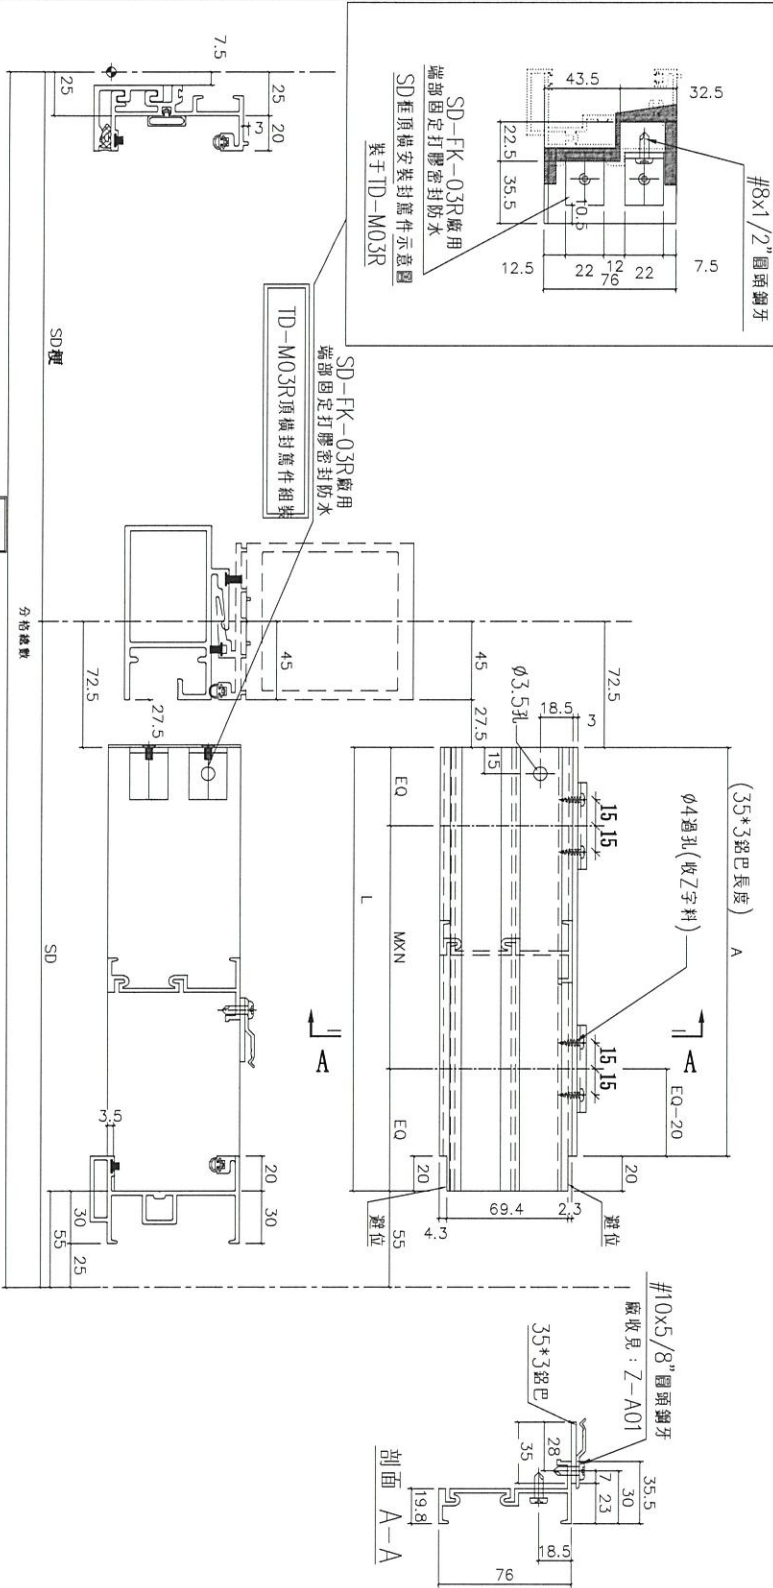 #8x1/2"圓頭鋼牙
43.5
32.5
22.5
35.5
10.5
12.5
22
12
22
7.5
76
SD-FK-03R廠用
端部固定打膠密封防水
SD框頂橫安裝封蓋件示意圖
裝于TD-M03R
7.5
25
25
20
3
SD梗
SD-FK-03R廠用
端部固定打膠密封防水
TD-M03R頂橫封蓋件組裝
分格總數
72.5
45
27.5
45
27.5
72.5
Ø3.5孔
18.5
3
15
EQ
15,15
(35*3鋁巴長度)
A
Ø4過孔(收Z字料)
L
MXN
15,15
EQ-20
EQ
A
A
20
20
避位
69.4
2.3
4.3
避位
SD
3.5
20
30
20
30
55
25
55
#10x5/8"圓頭鋼牙
廠收見：Z-A01
35*3鋁巴
35
28
7
23
30
35.5
19.8
18.5
76
剖面 A-A